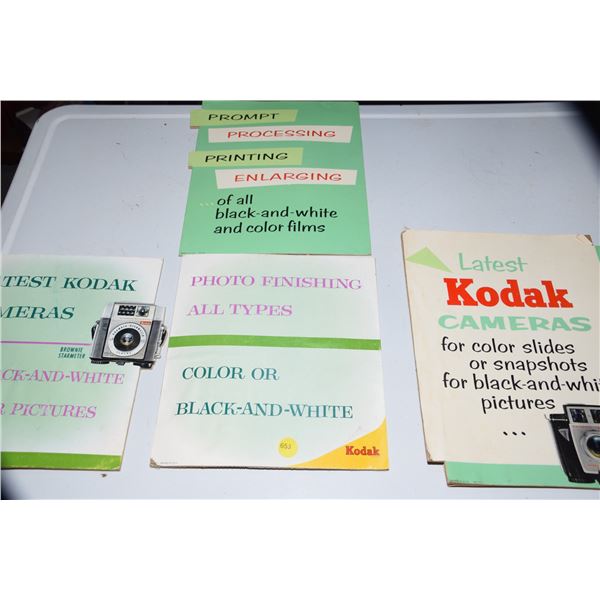 PROMPT
PROCESSING
PRINTING
ENLARGING
...of all
black-and-white
and color films
ATEST KODAK
MERAS
BROWNIE
STARMETER
ACK-AND-WHITE
R PICTURES
PHOTO FINISHING
ALL TYPES
COLOR OR
BLACK-AND-WHITE
653
Kodak
Latest
Kodak
CAMERAS
for color slides
or snapshots
for black-and-whi
pictures
...